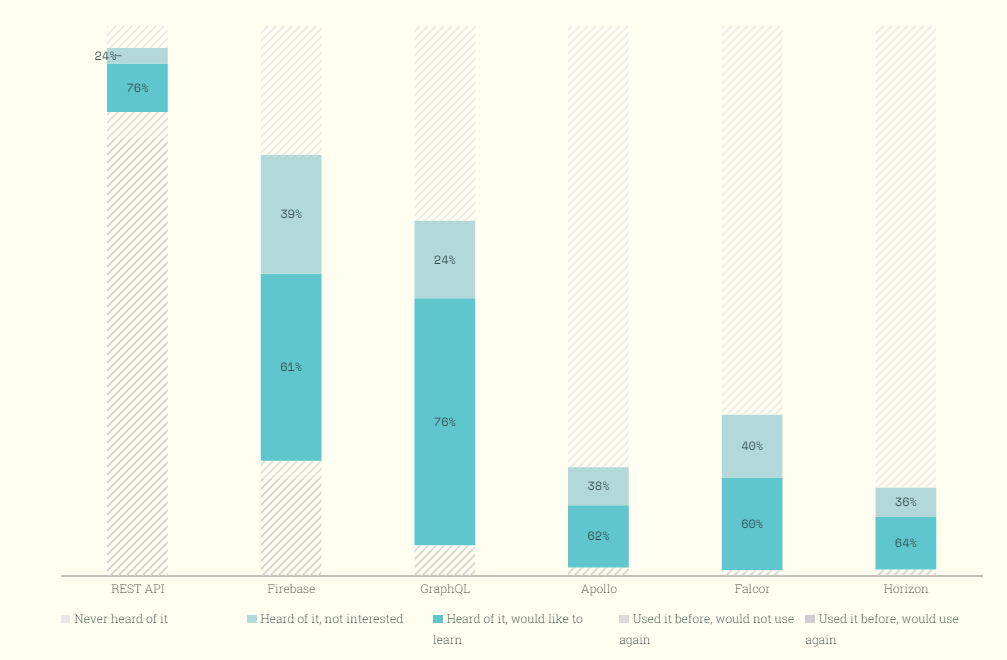 24%
76%
39%
61%
24%
76%
38%
62%
40%
60%
36%
64%
REST API
Firebase
GraphQL
Apollo
Falcor
Horizon
Never heard of it
Heard of it, not interested
Heard of it, would like to
learn
Used it before, would not use
again
Used it before, would use
again